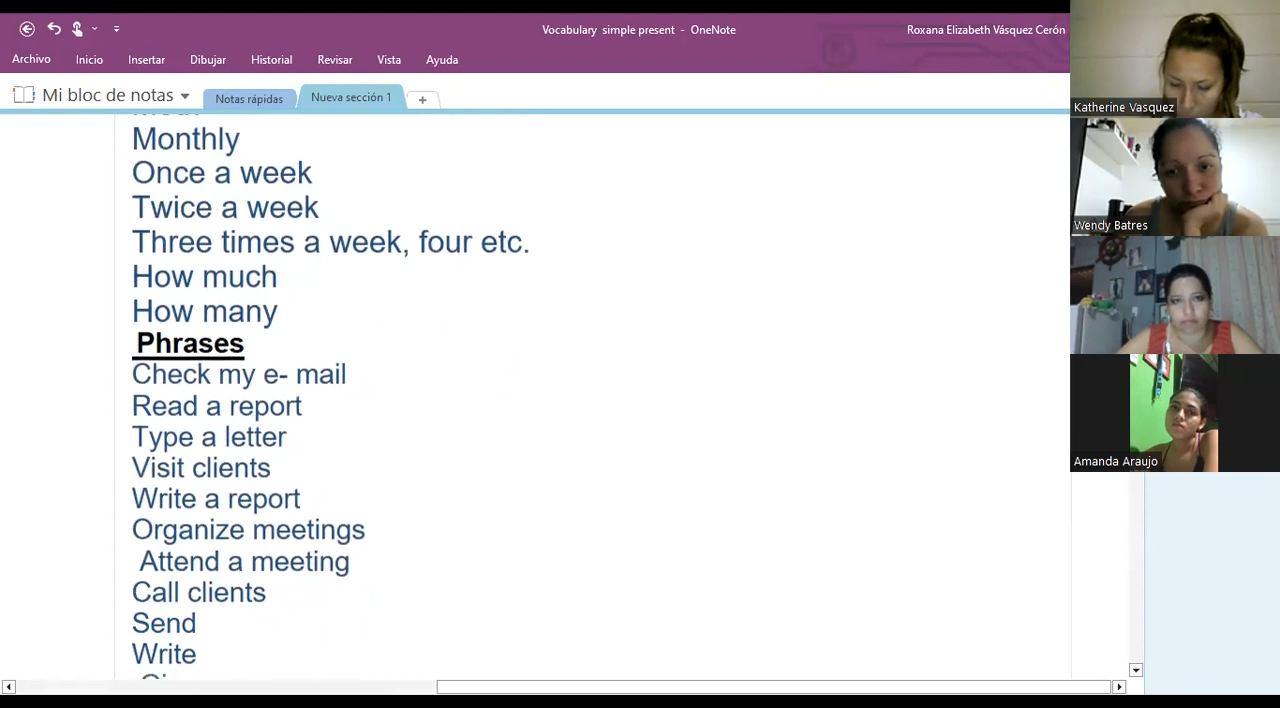 Vocabulary simple present - OneNote
Roxana Elizabeth Vásquez Cerón
Archivo Inicio Insertar Dibujar Historial Revisar Vista Ayuda
Mi bloc de notas Notas rápidas Nueva sección 1
Monthly
Once a week
Twice a week
Three times a week, four etc.
How much
How many
Phrases
Check my e- mail
Read a report
Type a letter
Visit clients
Write a report
Organize meetings
Attend a meeting
Call clients
Send
Write
Katherine Vasquez
Wendy Batres
Amanda Araujo